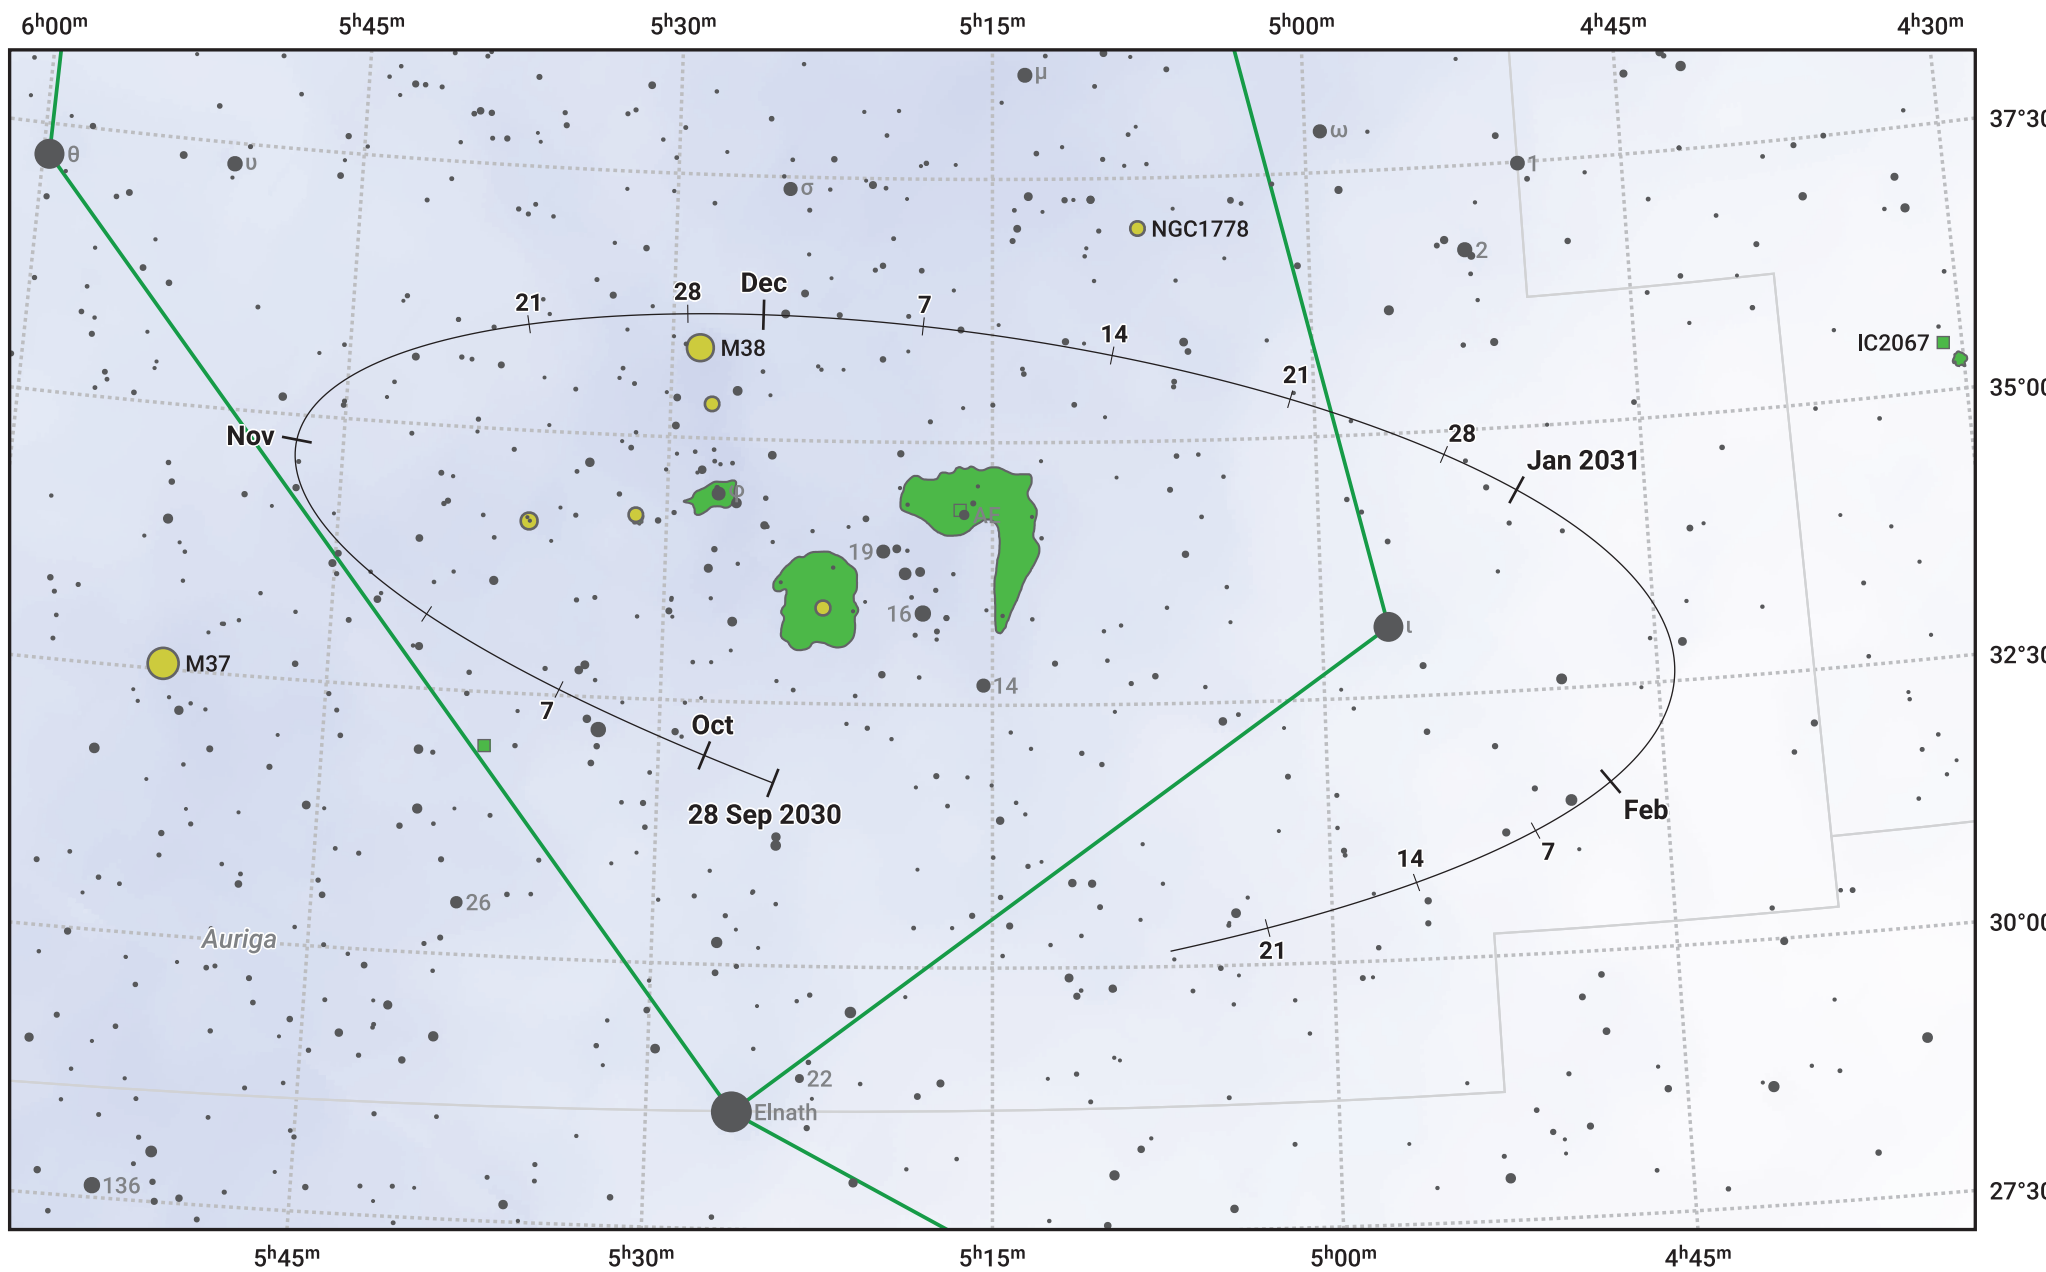 6h00m 5h45m 5h30m 5h15m 5h00m 4h45m 4h30m
μ
37°30
ω
θ
υ
1
σ
NGC1778
2
Dec
28
21
7
14
M38
IC2067
21
35°00
Nov
28
Jan 2031
φ
AE
19
16
ι
M37
32°30
14
7
Oct
28 Sep 2030
Feb
7
14
26
30°00
Auriga
21
22
Elnath
136
27°30
5h45m 5h30m 5h15m 5h00m 4h45m